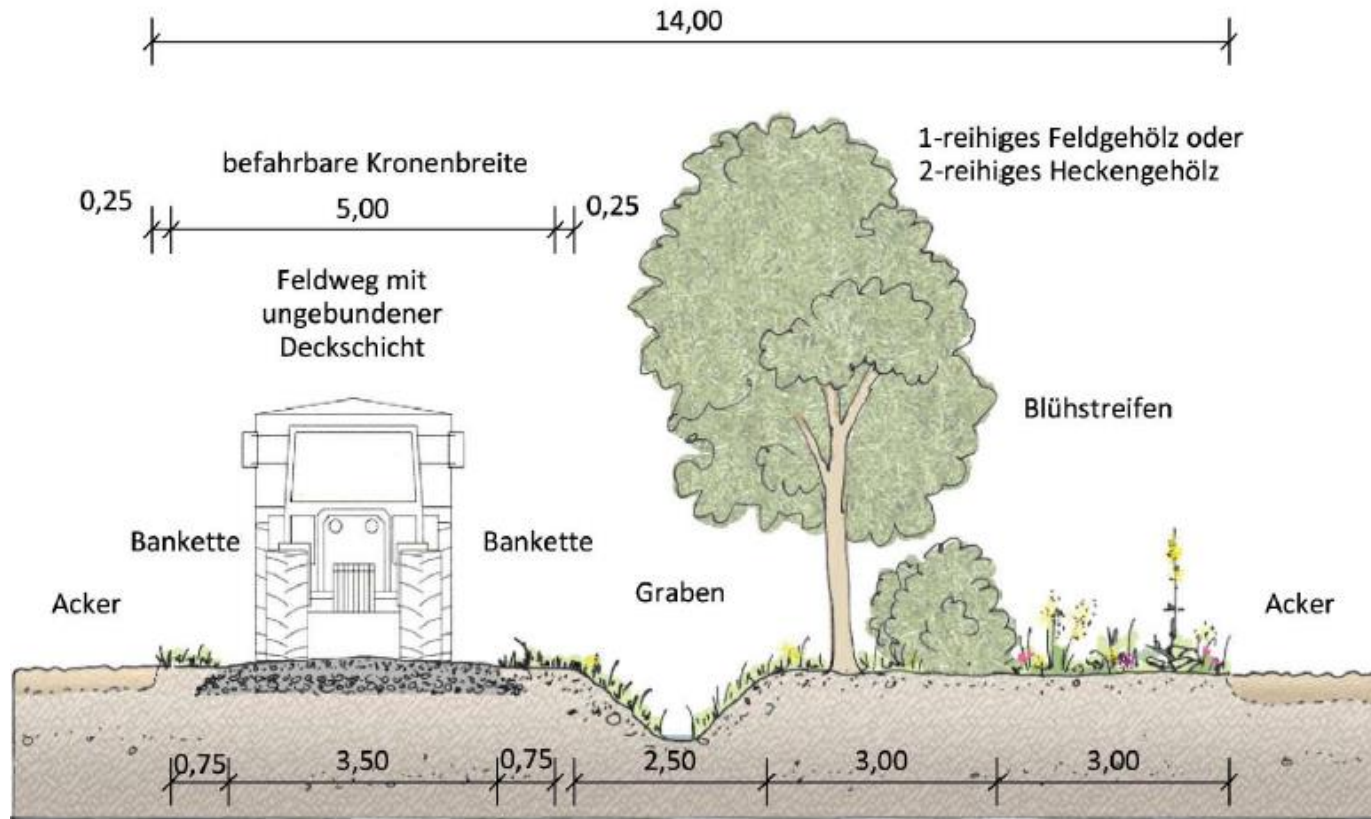 14,00
1-reihiges Feldgehölz oder
2-reihiges Heckengehölz
befahrbare Kronenbreite
0,25
5,00
0,25
Feldweg mit
ungebundener
Deckschicht
Blühstreifen
Bankette
Bankette
Graben
Acker
Acker
0,75
3,50
0,75
2,50
3,00
3,00